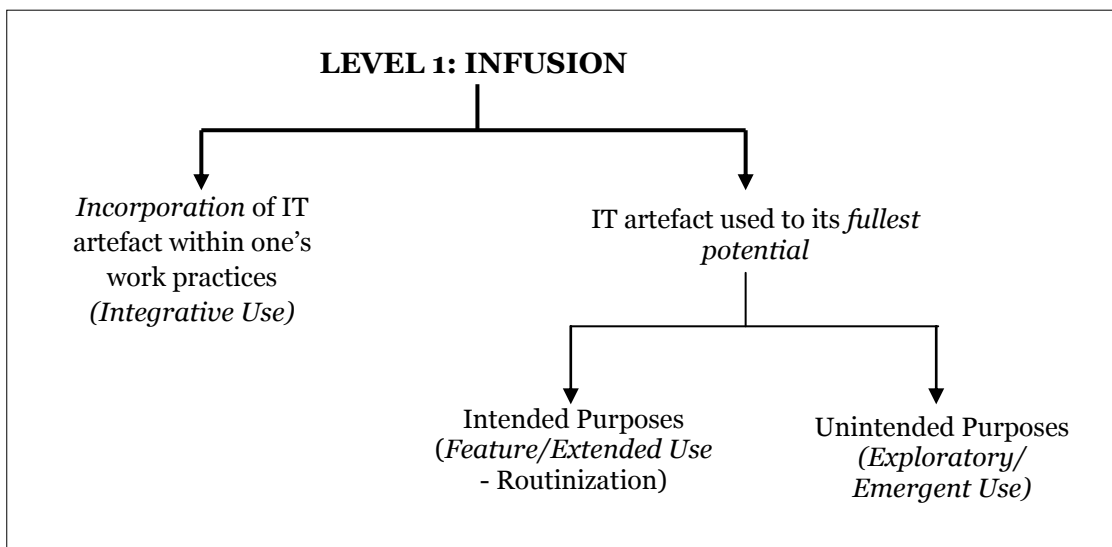 LEVEL 1: INFUSION
Incorporation of IT
artefact within one’s
work practices
(Integrative Use)
IT artefact used to its fullest
potential
Intended Purposes
(Feature/Extended Use
- Routinization)
Unintended Purposes
(Exploratory/
Emergent Use)